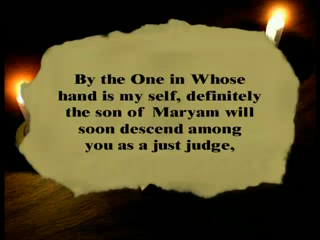 By the One in Whose
hand is my self, definitely
the son of Maryam will
soon descend among
you as a just judge,